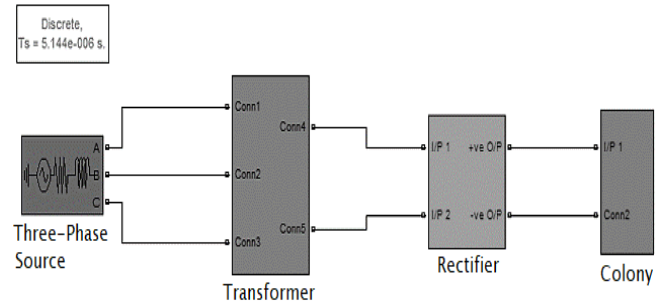 Discrete,
Ts = 5.144e-006 s.
A
B
C
Three-Phase
Source
Conn1
Conn2
Conn3
Conn4
Conn5
Transformer
I/P 1
I/P 2
+ve O/P
-ve O/P
Rectifier
I/P 1
Conn2
Colony